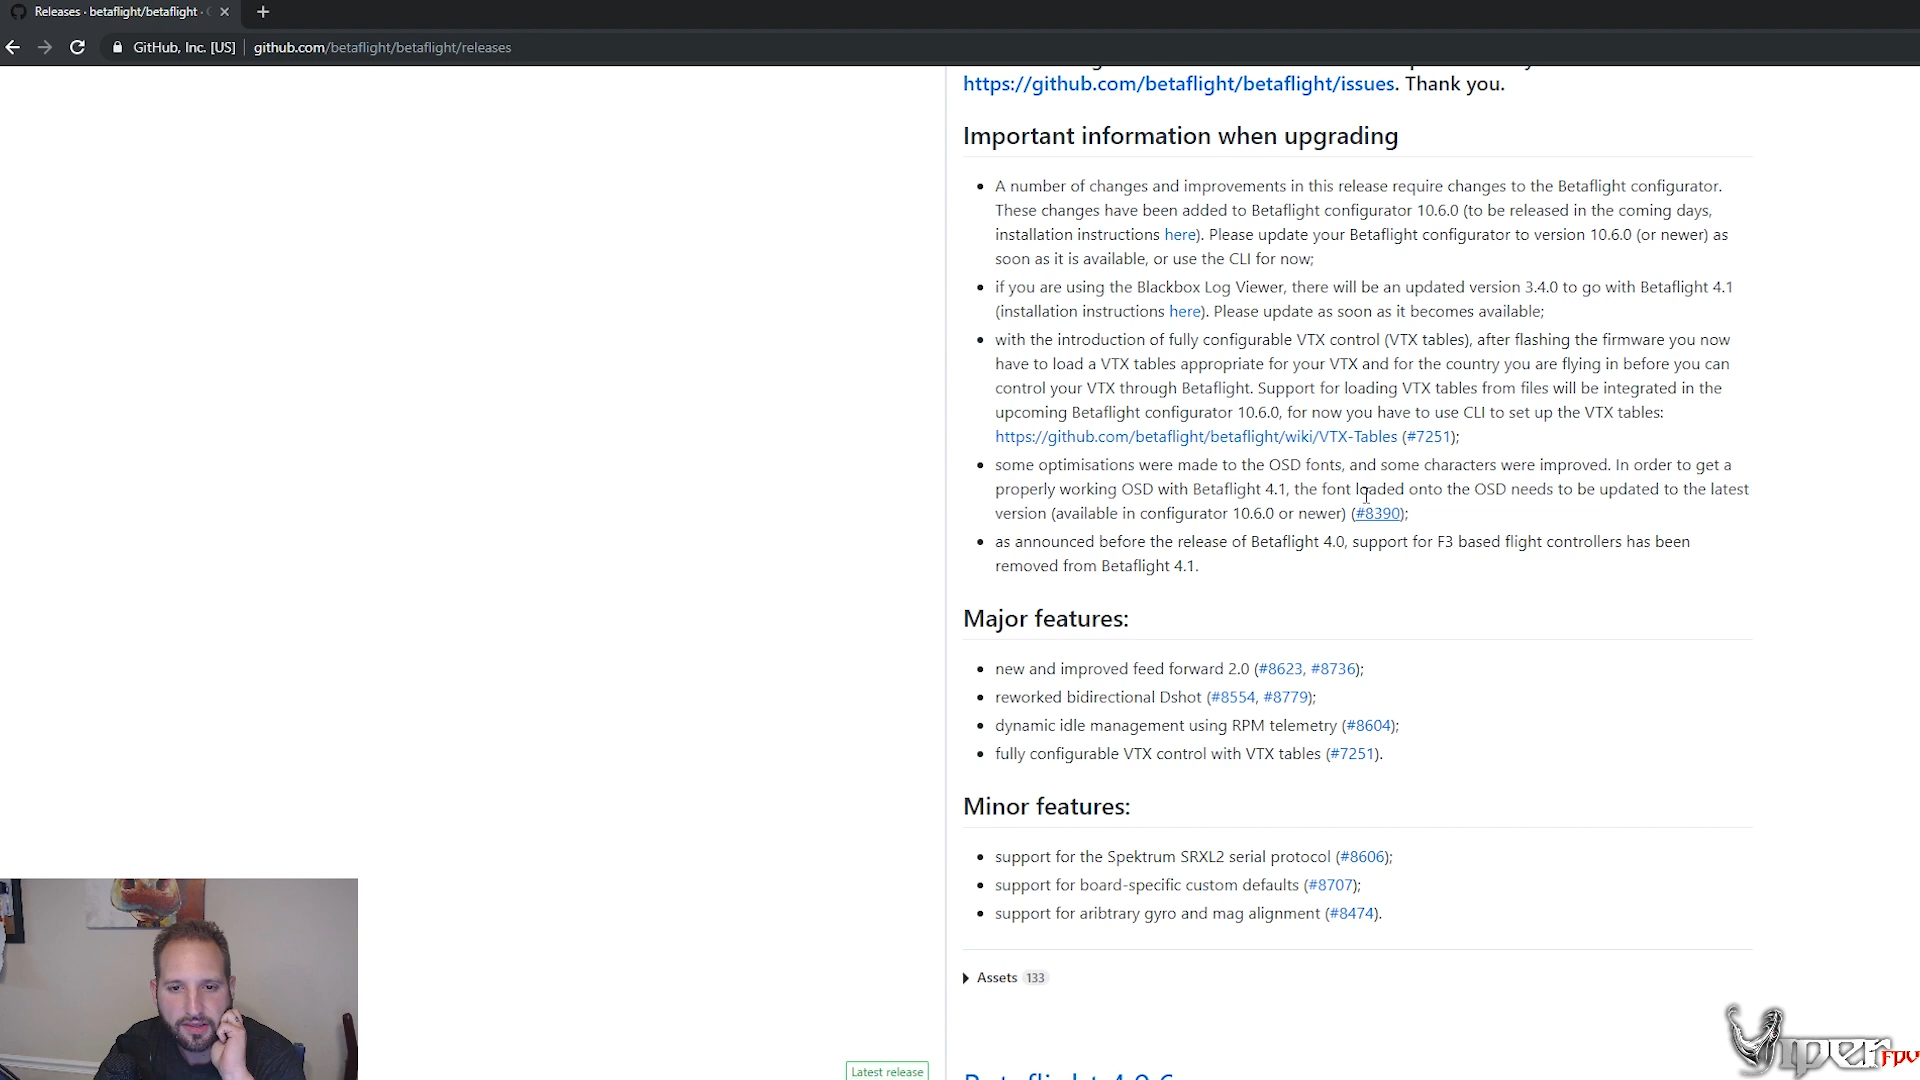 Releases · betaflight/betaflight ·
GitHub, Inc. [US] github.com/betaflight/betaflight/releases
https://github.com/betaflight/betaflight/issues. Thank you.
Important information when upgrading
A number of changes and improvements in this release require changes to the Betaflight configurator.
These changes have been added to Betaflight configurator 10.6.0 (to be released in the coming days,
installation instructions here). Please update your Betaflight configurator to version 10.6.0 (or newer) as
soon as it is available, or use the CLI for now;
if you are using the Blackbox Log Viewer, there will be an updated version 3.4.0 to go with Betaflight 4.1
(installation instructions here). Please update as soon as it becomes available;
with the introduction of fully configurable VTX control (VTX tables), after flashing the firmware you now
have to load a VTX tables appropriate for your VTX and for the country you are flying in before you can
control your VTX through Betaflight. Support for loading VTX tables from files will be integrated in the
upcoming Betaflight configurator 10.6.0, for now you have to use CLI to set up the VTX tables:
https://github.com/betaflight/betaflight/wiki/VTX-Tables (#7251);
some optimisations were made to the OSD fonts, and some characters were improved. In order to get a
properly working OSD with Betaflight 4.1, the font loaded onto the OSD needs to be updated to the latest
version (available in configurator 10.6.0 or newer) (#8390);
as announced before the release of Betaflight 4.0, support for F3 based flight controllers has been
removed from Betaflight 4.1.
Major features:
new and improved feed forward 2.0 (#8623, #8736);
reworked bidirectional Dshot (#8554, #8779);
dynamic idle management using RPM telemetry (#8604);
fully configurable VTX control with VTX tables (#7251).
Minor features:
support for the Spektrum SRXL2 serial protocol (#8606);
support for board-specific custom defaults (#8707);
support for aribtrary gyro and mag alignment (#8474).
Assets 133
Latest release
Viper FPV